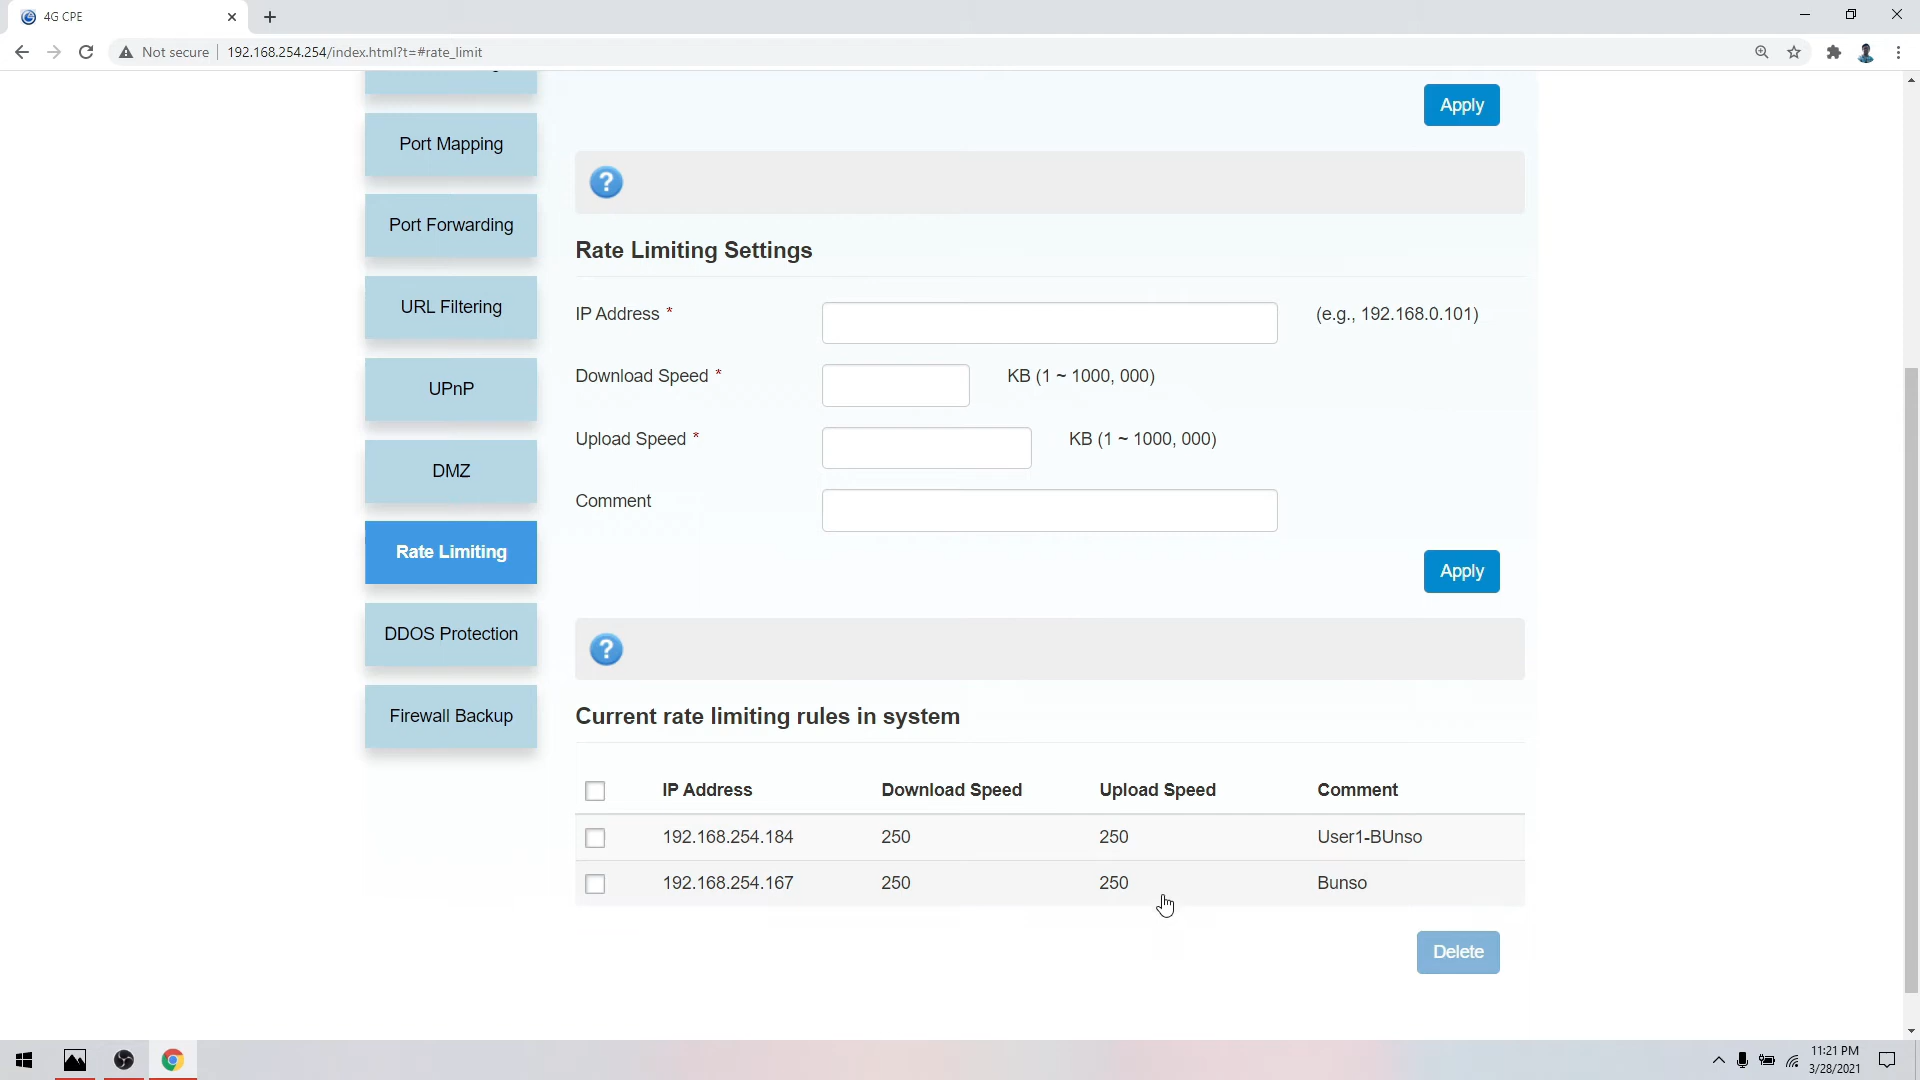 4G CPE
Not secure
192.168.254.254/index.html?t=#rate_limit
Apply
Port Mapping
Port Forwarding
URL Filtering
UPnP
DMZ
Rate Limiting
DDOS Protection
Firewall Backup
?
Rate Limiting Settings
IP Address * (e.g., 192.168.0.101)
Download Speed * KB (1 ~ 1000, 000)
Upload Speed * KB (1 ~ 1000, 000)
Comment
Apply
?
Current rate limiting rules in system
IP Address Download Speed Upload Speed Comment
192.168.254.184 250 250 User1-BUnso
192.168.254.167 250 250 Bunso
Delete
11:21 PM
3/28/2021